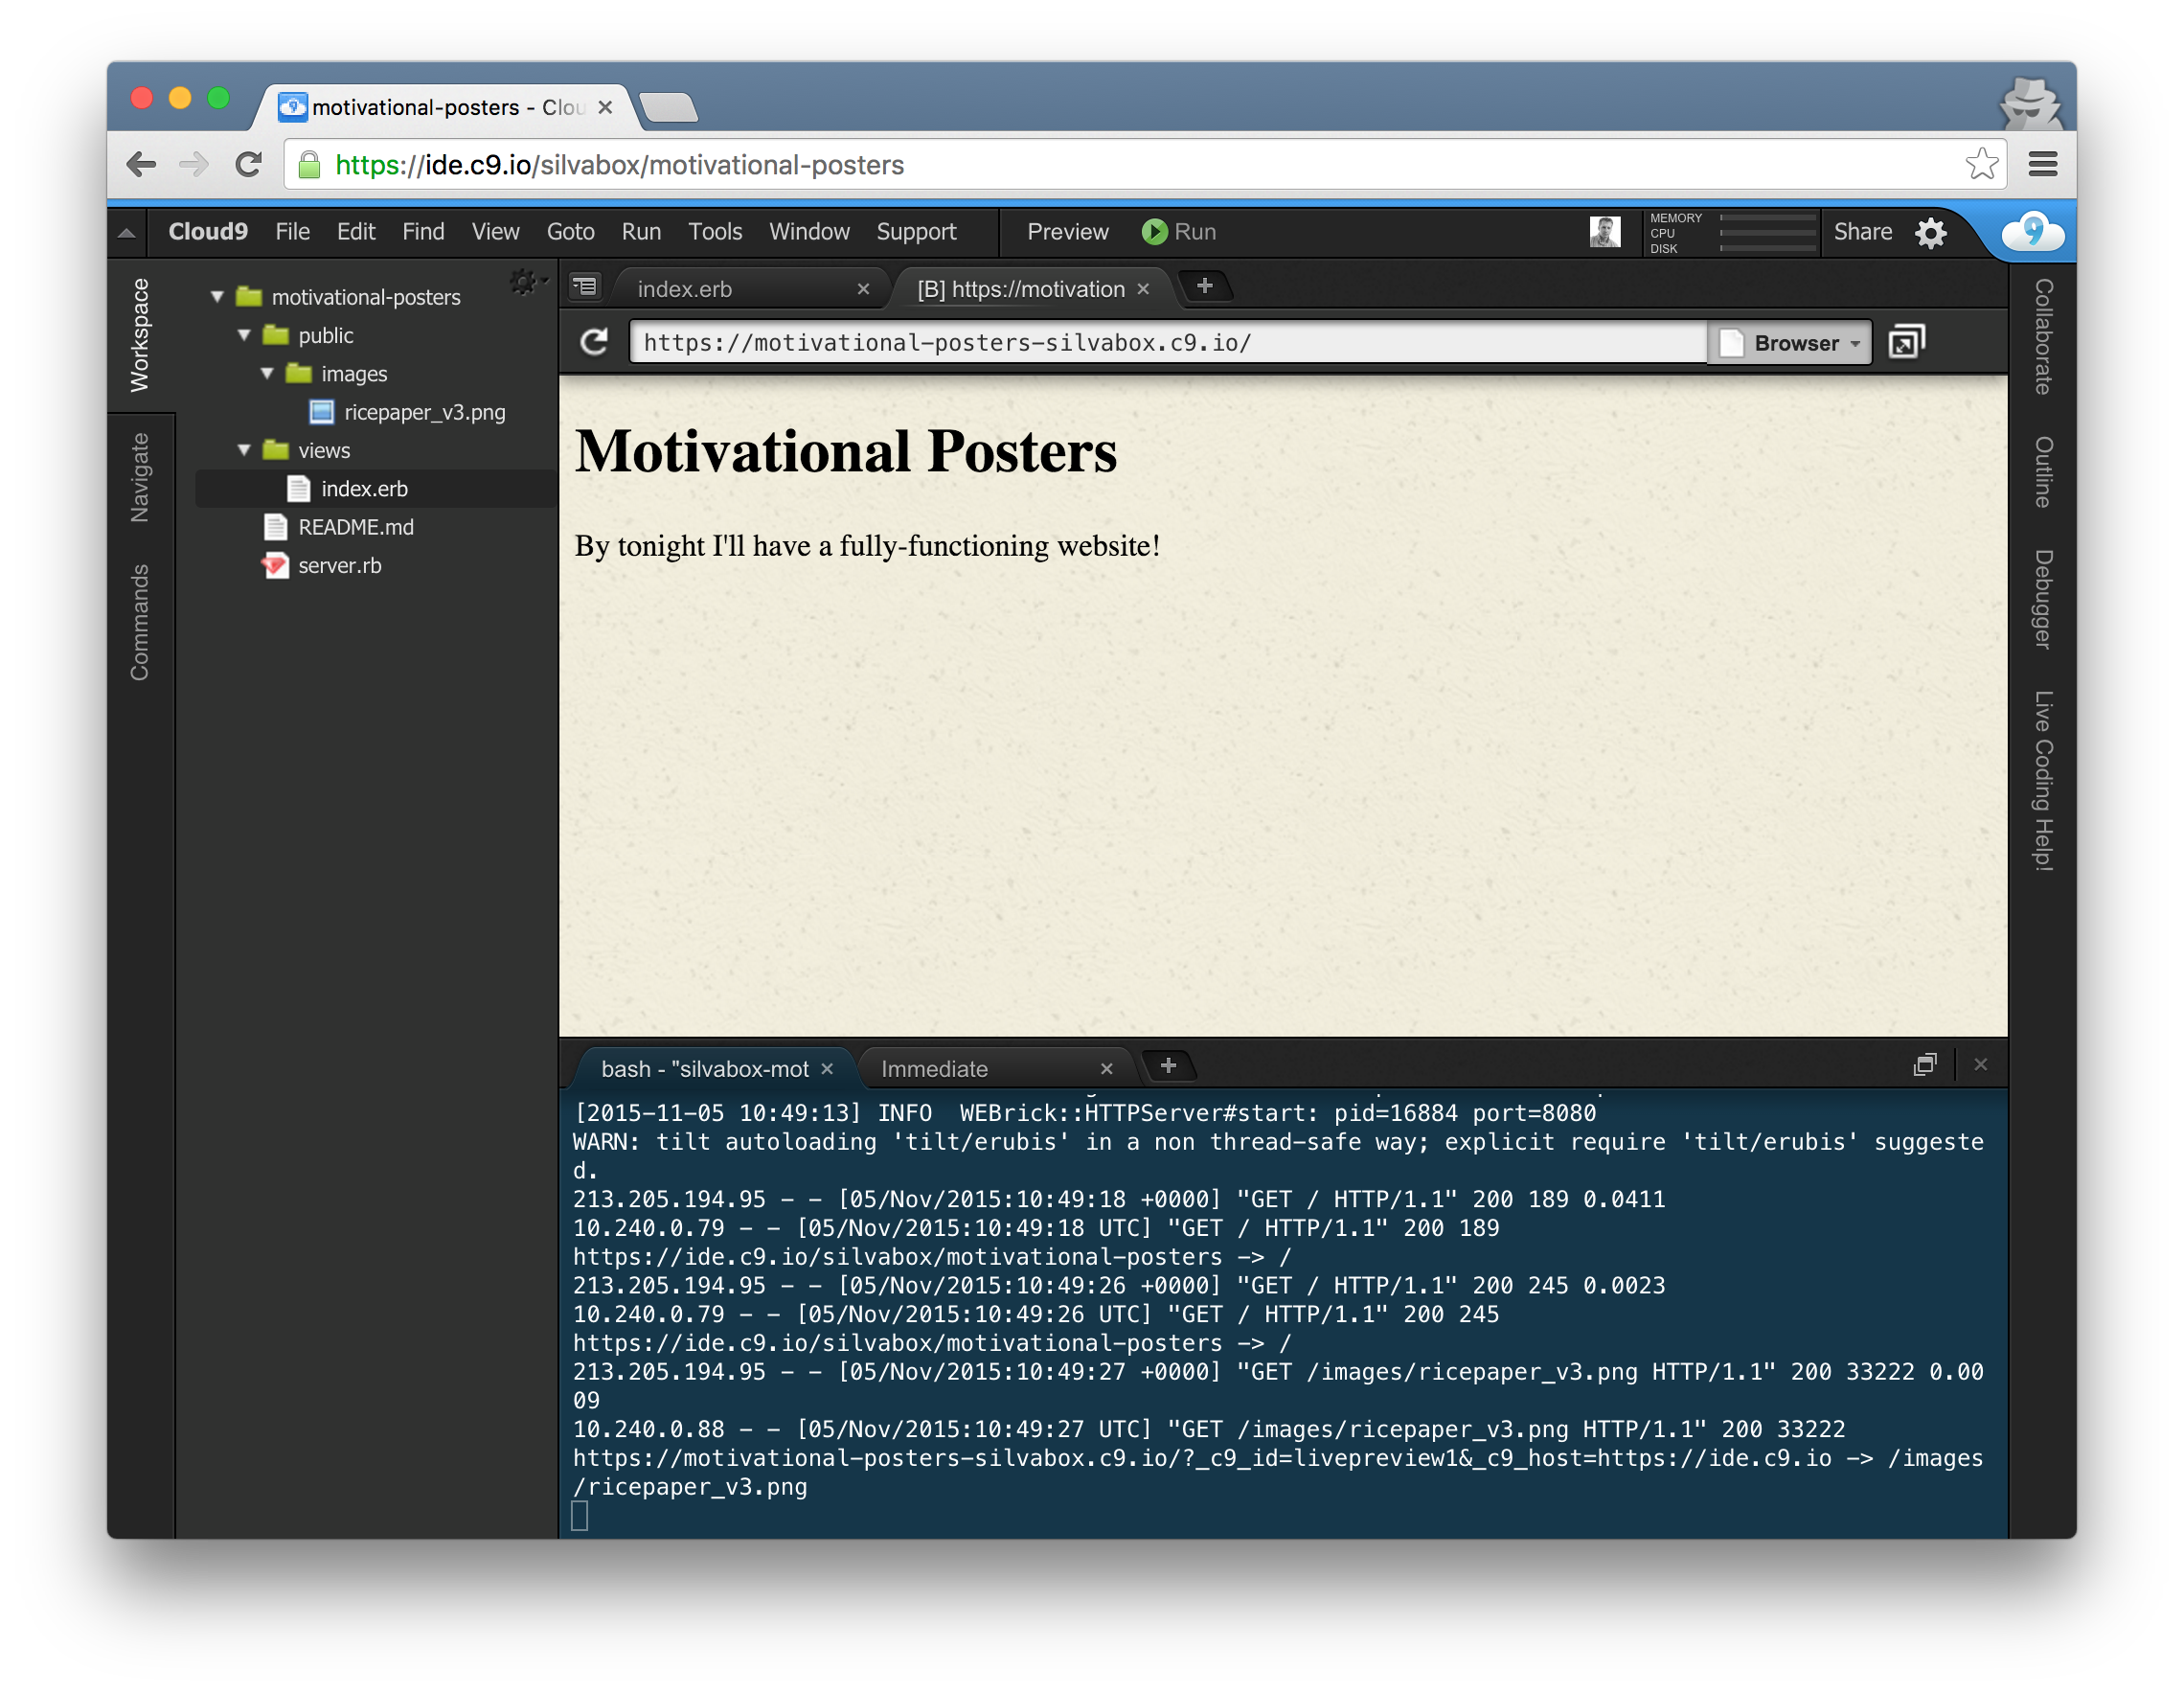 motivational-posters - Clou
https://ide.c9.io/silvabox/motivational-posters
Cloud9 File Edit Find View Goto Run Tools Window Support Preview Run MEMORY CPU DISK Share 9
Workspace
Navigate
Commands
motivational-posters
public
images
ricepaper_v3.png
views
index.erb
README.md
server.rb
index.erb [B] https://motivation
https://motivational-posters-silvabox.c9.io/ Browser
Motivational Posters
By tonight I'll have a fully-functioning website!
Collaborate
Outline
Debugger
Live Coding Help!
bash - "silvabox-mot Immediate
[2015-11-05 10:49:13] INFO  WEBrick::HTTPServer#start: pid=16884 port=8080
WARN: tilt autoloading 'tilt/erubis' in a non thread-safe way; explicit require 'tilt/erubis' suggeste
d.
213.205.194.95 - - [05/Nov/2015:10:49:18 +0000] "GET / HTTP/1.1" 200 189 0.0411
10.240.0.79 - - [05/Nov/2015:10:49:18 UTC] "GET / HTTP/1.1" 200 189
https://ide.c9.io/silvabox/motivational-posters -> /
213.205.194.95 - - [05/Nov/2015:10:49:26 +0000] "GET / HTTP/1.1" 200 245 0.0023
10.240.0.79 - - [05/Nov/2015:10:49:26 UTC] "GET / HTTP/1.1" 200 245
https://ide.c9.io/silvabox/motivational-posters -> /
213.205.194.95 - - [05/Nov/2015:10:49:27 +0000] "GET /images/ricepaper_v3.png HTTP/1.1" 200 33222 0.00
09
10.240.0.88 - - [05/Nov/2015:10:49:27 UTC] "GET /images/ricepaper_v3.png HTTP/1.1" 200 33222
https://motivational-posters-silvabox.c9.io/?_c9_id=livepreview1&_c9_host=https://ide.c9.io -> /images
/ricepaper_v3.png